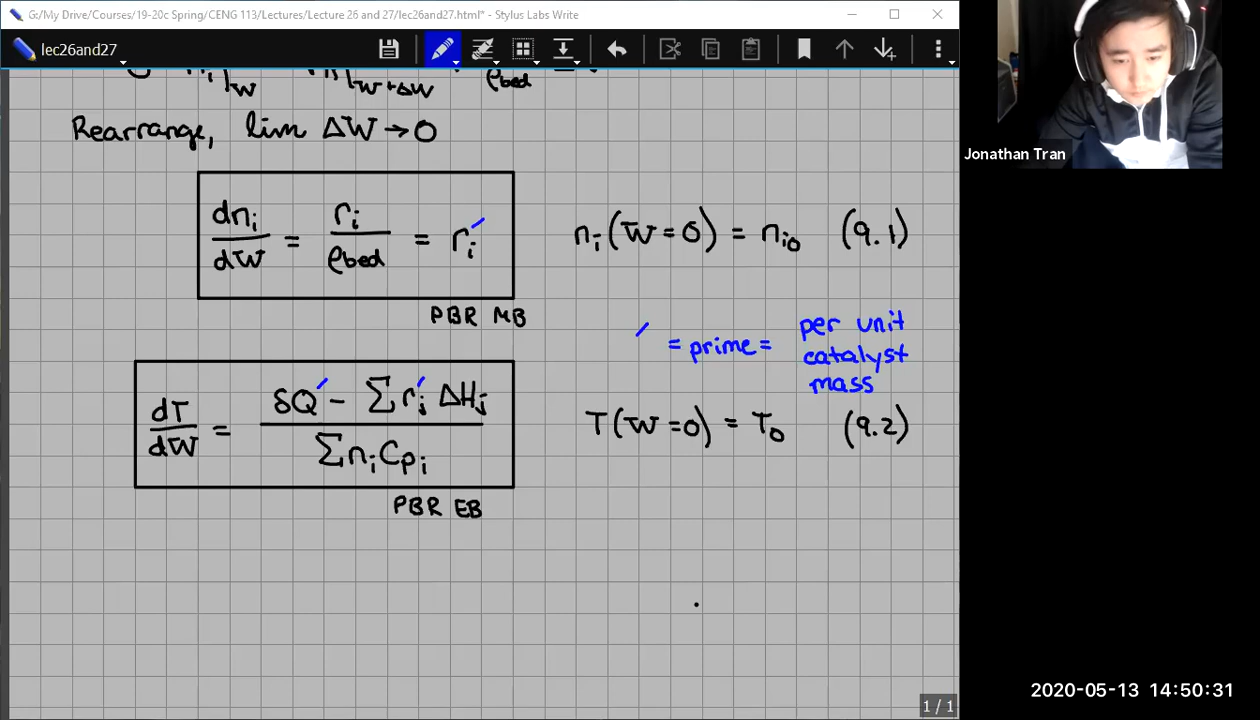 G:/My Drive/Courses/19-20c Spring/CENG 113/Lectures/Lecture 26 and 27/lec26and27.html* - Stylus Labs Write
lec26and27
W W+ΔW ρbed
Rearrange, lim ΔW → 0
dni/dW = ri/ρbed = ri′ ni(W=0) = ni0 (9.1)
PBR MB
′ = prime = per unit
catalyst
mass
dT/dW = (δQ′ - Σ rj′ ΔHj)/(Σ ni Cpi) T(W=0) = T0 (9.2)
PBR EB
Jonathan Tran
2020-05-13 14:50:31
1 / 1